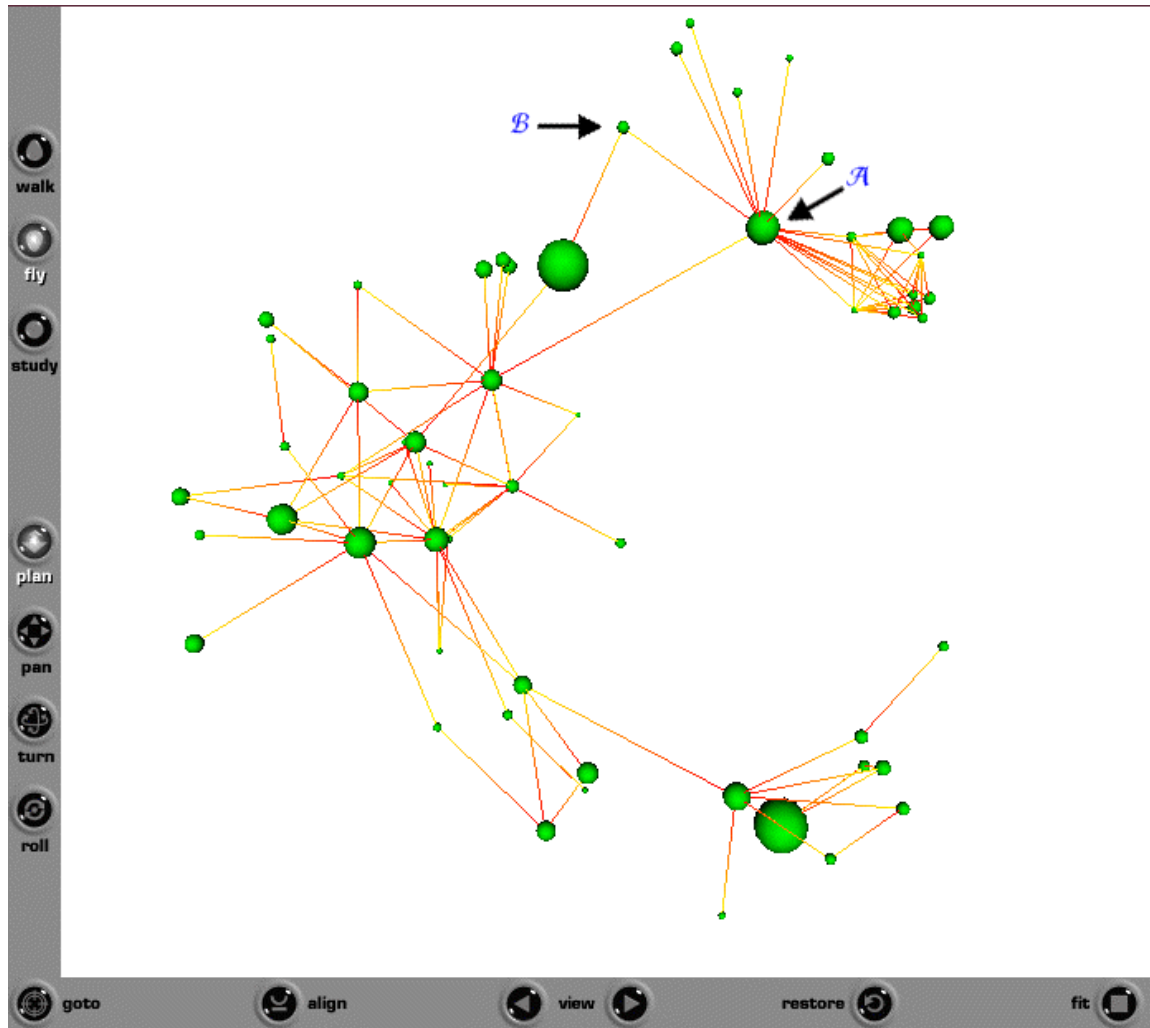 B
A
walk
fly
study
plan
pan
turn
roll
goto
align
view
restore
fit